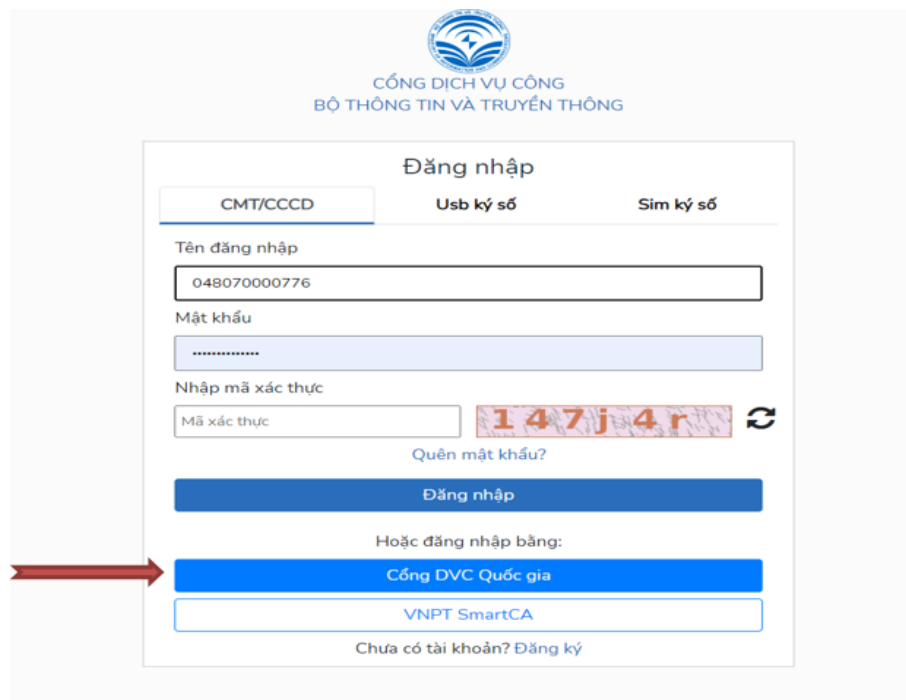 CỔNG DỊCH VỤ CÔNG
BỘ THÔNG TIN VÀ TRUYỀN THÔNG
Đăng nhập
CMT/CCCD Usb ký số Sim ký số
Tên đăng nhập
048070000776
Mật khẩu
••••••••••••••
Nhập mã xác thực
Mã xác thực 147j4r
Quên mật khẩu?
Đăng nhập
Hoặc đăng nhập bằng:
Cổng DVC Quốc gia
VNPT SmartCA
Chưa có tài khoản? Đăng ký